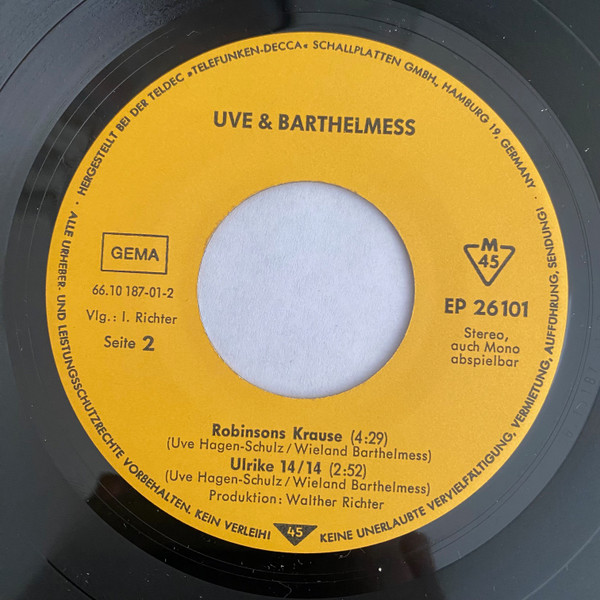 · HERGESTELLT BEI DER TELDEC »TELEFUNKEN-DECCA« SCHALLPLATTEN GMBH., HAMBURG 19, GERMANY ·
UVE & BARTHELMESS
GEMA
66.10 187-01-2
Vlg.: I. Richter
Seite 2
M
45
EP 26101
Stereo,
auch Mono
abspielbar
Robinsons Krause (4:29)
(Uve Hagen-Schulz/Wieland Barthelmess)
Ulrike 14/14 (2:52)
(Uve Hagen-Schulz/Wieland Barthelmess)
Produktion: Walther Richter
ALLE URHEBER- UND LEISTUNGSSCHUTZRECHTE VORBEHALTEN. KEIN VERLEIH! 45 KEINE UNERLAUBTE VERVIELFÄLTIGUNG, VERMIETUNG, AUFFÜHRUNG, SENDUNG!